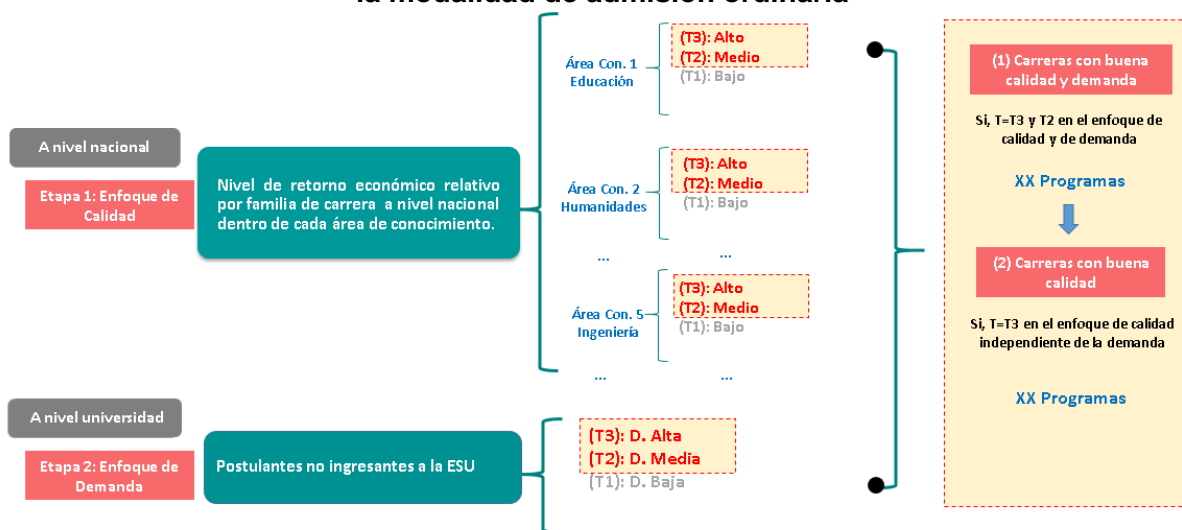 la modalidad de admisión ordinaria
A nivel nacional
Etapa 1: Enfoque de
Calidad
Nivel de retorno económico relativo
por familia de carrera a nivel nacional
dentro de cada área de conocimiento.
Área Con. 1
Educación
(T3): Alto
(T2): Medio
(T1): Bajo
Área Con. 2
Humanidades
(T3): Alto
(T2): Medio
(T1): Bajo
...
...
Área Con. 5
Ingeniería
(T3): Alto
(T2): Medio
(T1): Bajo
...
...
A nivel universidad
Etapa 2: Enfoque de
Demanda
Postulantes no ingresantes a la ESU
(T3): D. Alta
(T2): D. Media
(T1): D. Baja
(1) Carreras con buena
calidad y demanda
Si, T=T3 y T2 en el enfoque de
calidad y de demanda
XX Programas
(2) Carreras con buena
calidad
Si, T=T3 en el enfoque de calidad
independiente de la demanda
XX Programas